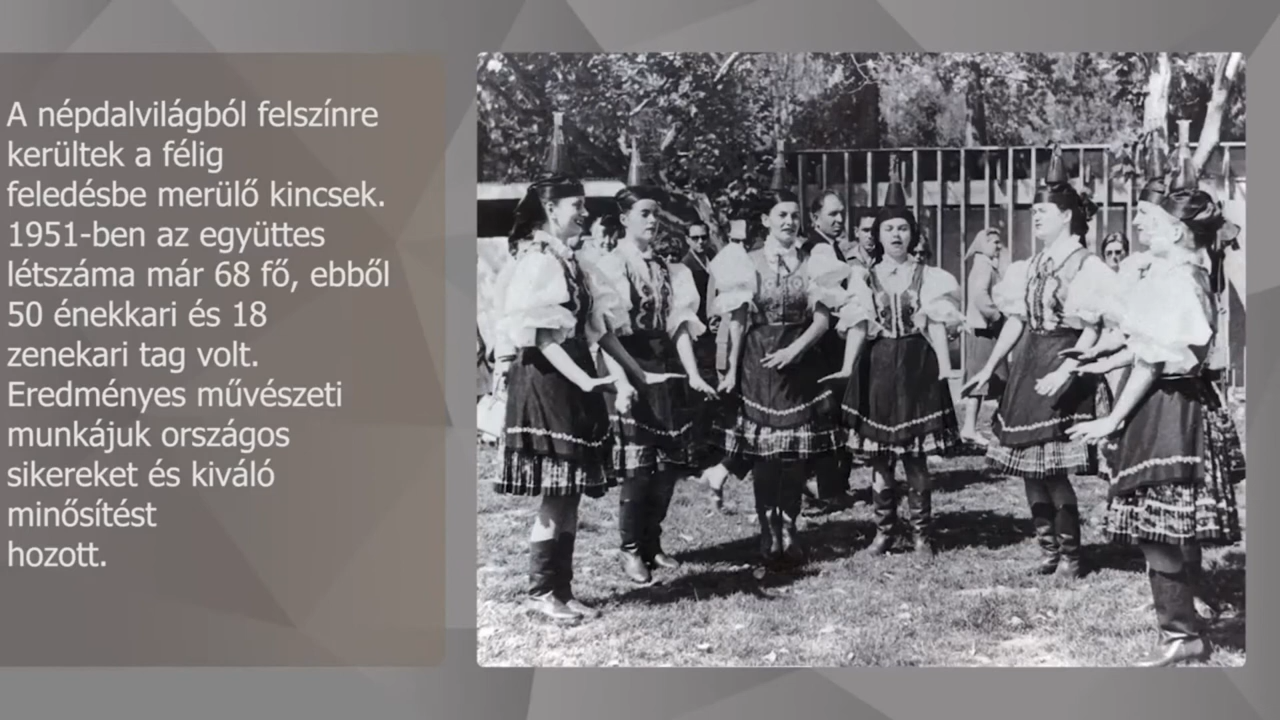 A népdalvilágból felszínre
kerültek a félig
feledésbe merülő kincsek.
1951-ben az együttes
létszáma már 68 fő, ebből
50 énekkari és 18
zenekari tag volt.
Eredményes művészeti
munkájuk országos
sikereket és kiváló
minősítést
hozott.